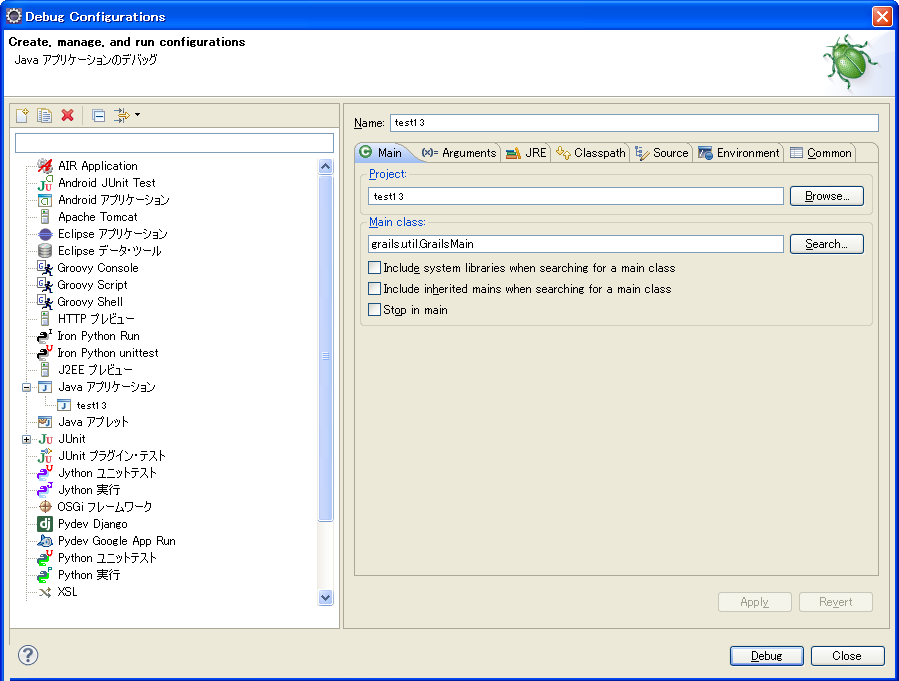 Debug Configurations
Create, manage, and run configurations
Java アプリケーションのデバッグ
Name: test13
Main (x)= Arguments JRE Classpath Source Environment Common
Project:
test13 Browse...
Main class:
grails.util.GrailsMain Search...
Include system libraries when searching for a main class
Include inherited mains when searching for a main class
Stop in main
AIR Application
Android JUnit Test
Android アプリケーション
Apache Tomcat
Eclipse アプリケーション
Eclipse データ・ツール
Groovy Console
Groovy Script
Groovy Shell
HTTP プレビュー
Iron Python Run
Iron Python unittest
J2EE プレビュー
Java アプリケーション
test13
Java アプレット
JUnit
JUnit プラグイン・テスト
Jython ユニットテスト
Jython 実行
OSGi フレームワーク
Pydev Django
Pydev Google App Run
Python ユニットテスト
Python 実行
XSL
Apply Revert
Debug Close